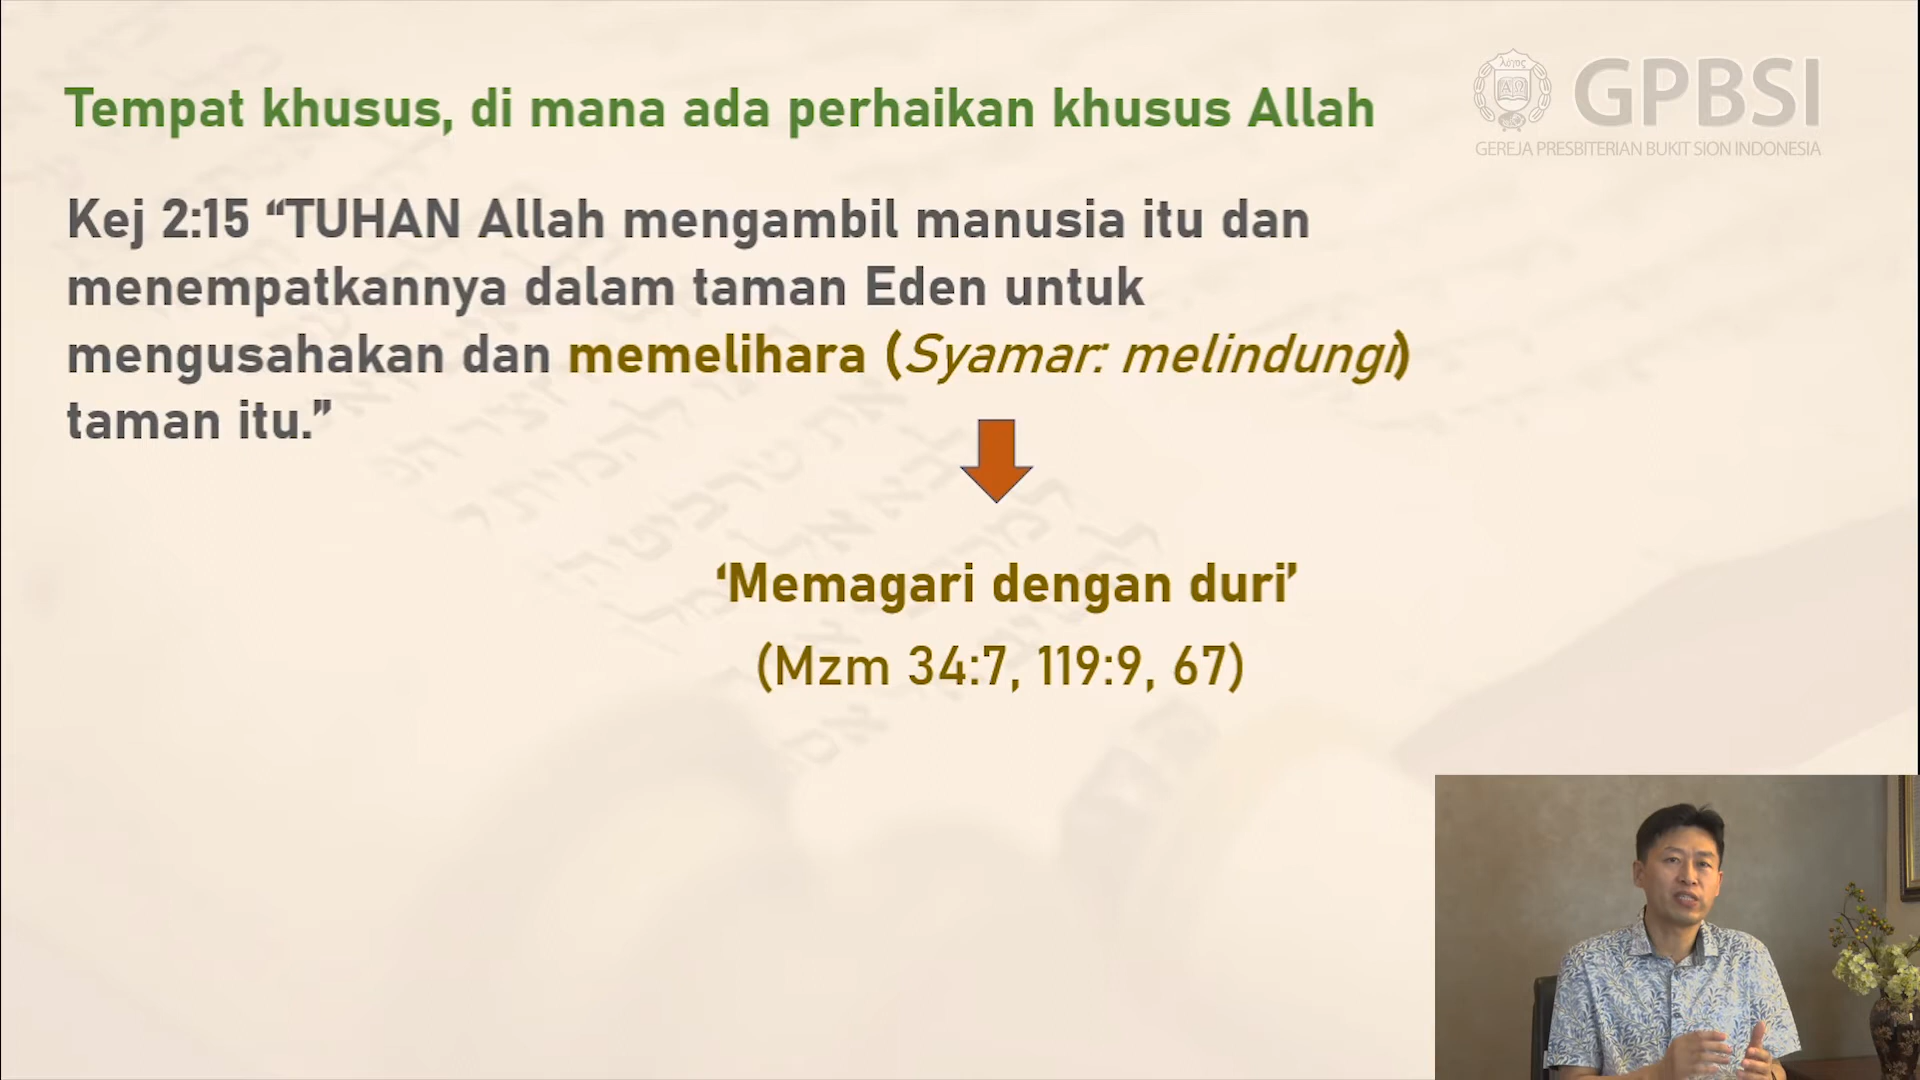 Tempat khusus, di mana ada perhaikan khusus Allah
λόγος
Α Ω
GPBSI
GEREJA PRESBITERIAN BUKIT SION INDONESIA
Kej 2:15 “TUHAN Allah mengambil manusia itu dan
menempatkannya dalam taman Eden untuk
mengusahakan dan memelihara (Syamar: melindungi)
taman itu.”
‘Memagari dengan duri’
(Mzm 34:7, 119:9, 67)